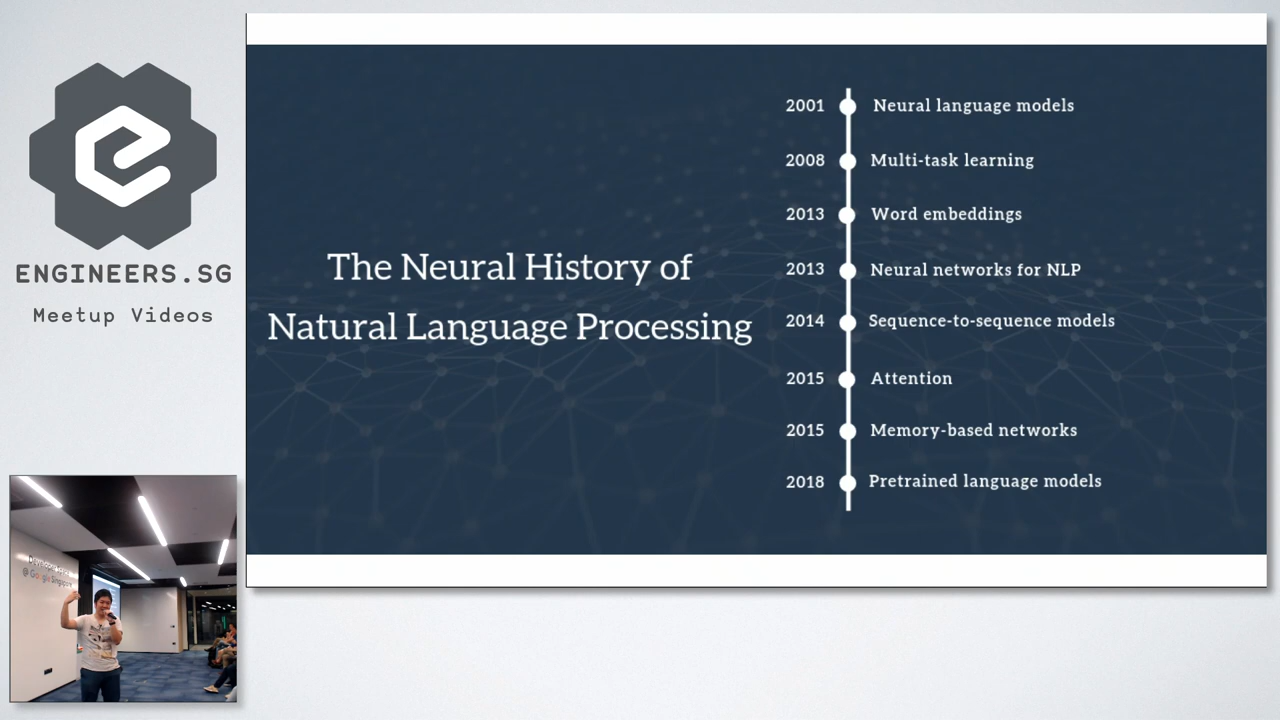 ENGINEERS.SG
Meetup Videos
The Neural History of
Natural Language Processing
2001 Neural language models
2008 Multi-task learning
2013 Word embeddings
2013 Neural networks for NLP
2014 Sequence-to-sequence models
2015 Attention
2015 Memory-based networks
2018 Pretrained language models
@ Google Singapore